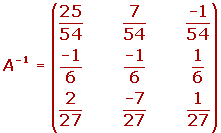 A⁻¹ = ( 25/54 7/54 -1/54
-1/6 -1/6 1/6
2/27 -7/27 1/27 )